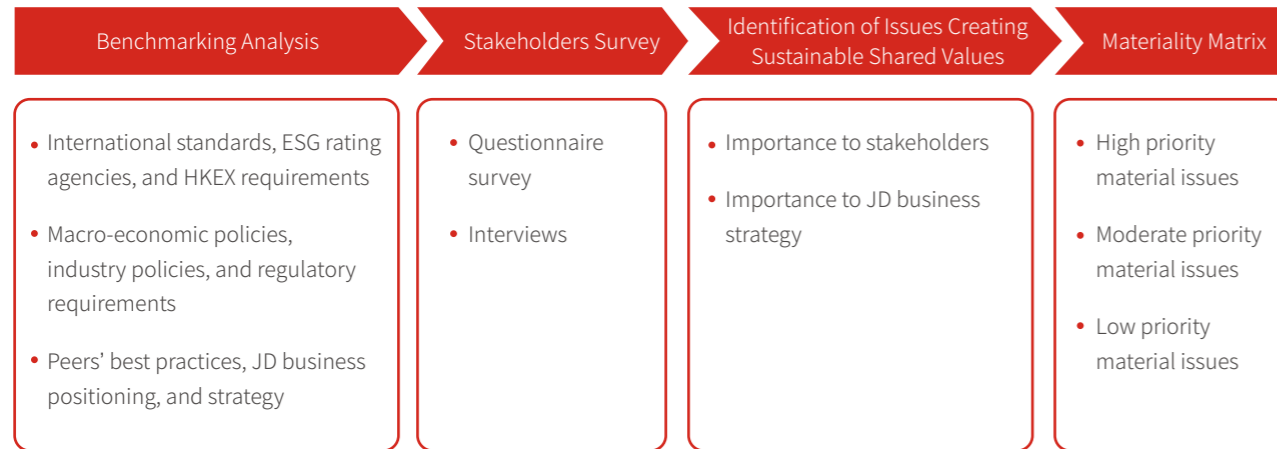 Benchmarking Analysis
Stakeholders Survey
Identification of Issues Creating
Sustainable Shared Values
Materiality Matrix
• International standards, ESG rating
agencies, and HKEX requirements
• Macro-economic policies,
industry policies, and regulatory
requirements
• Peers’ best practices, JD business
positioning, and strategy
• Questionnaire
survey
• Interviews
• Importance to stakeholders
• Importance to JD business
strategy
• High priority
material issues
• Moderate priority
material issues
• Low priority
material issues